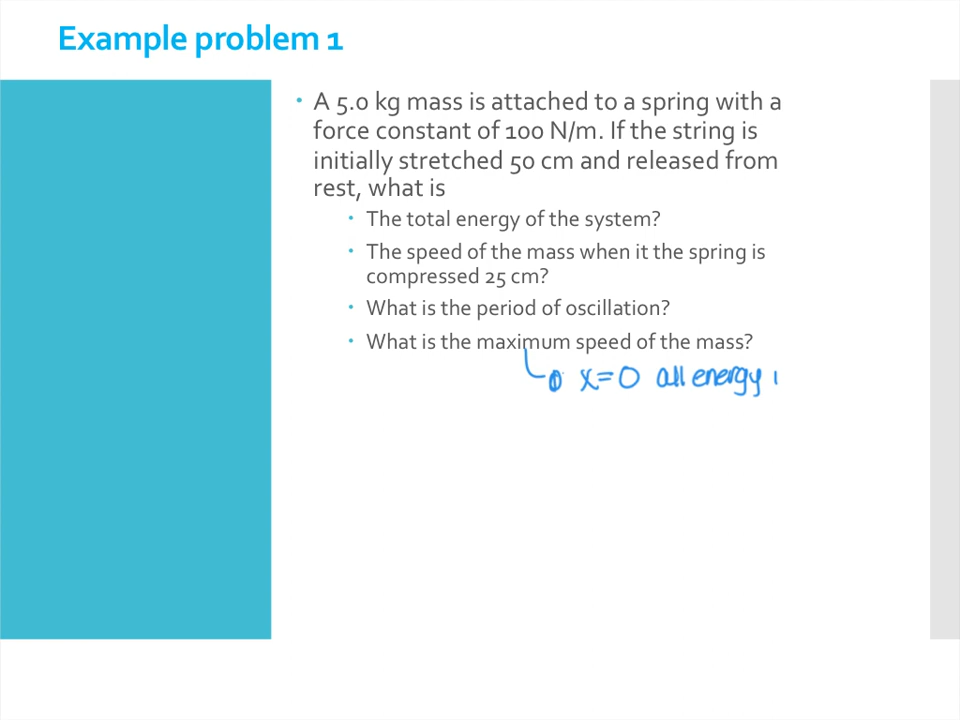 Example problem 1
• A 5.0 kg mass is attached to a spring with a
force constant of 100 N/m. If the string is
initially stretched 50 cm and released from
rest, what is
• The total energy of the system?
• The speed of the mass when it the spring is
compressed 25 cm?
• What is the period of oscillation?
• What is the maximum speed of the mass?
x=0 all energy